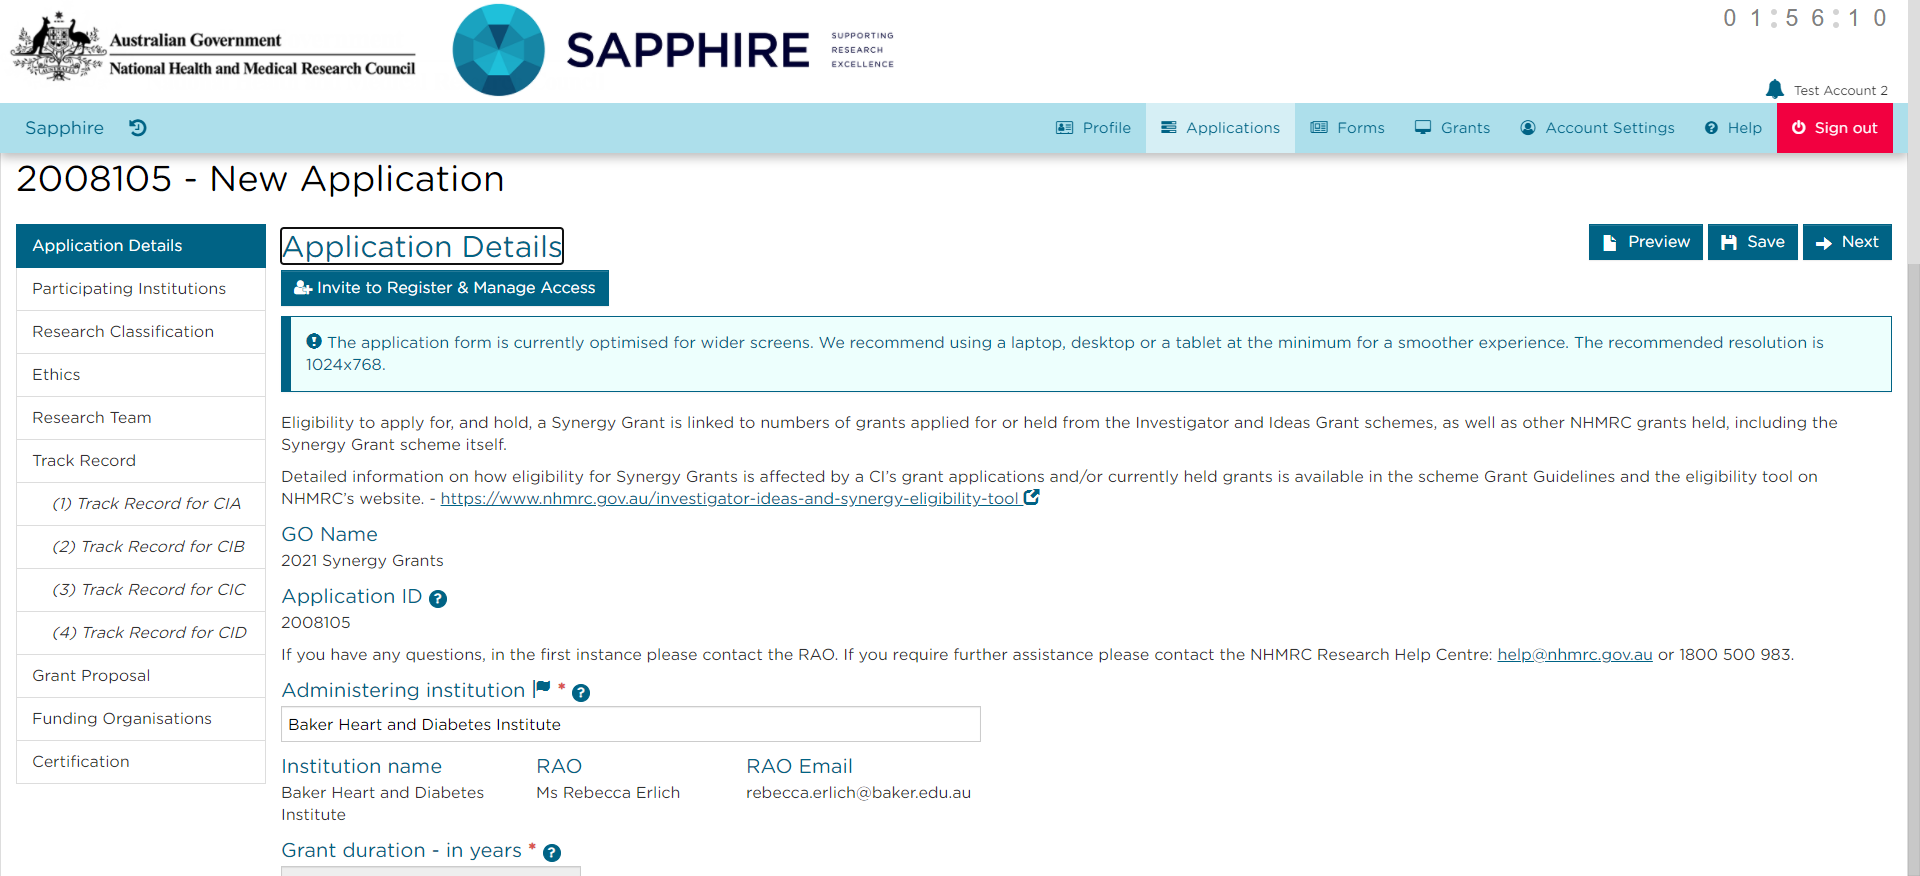 Australian Government
National Health and Medical Research Council
SAPPHIRE
SUPPORTING
RESEARCH
EXCELLENCE
01:56:10
Test Account 2
Sapphire
Profile
Applications
Forms
Grants
Account Settings
Help
Sign out
2008105 - New Application
Application Details
Participating Institutions
Research Classification
Ethics
Research Team
Track Record
(1) Track Record for CIA
(2) Track Record for CIB
(3) Track Record for CIC
(4) Track Record for CID
Grant Proposal
Funding Organisations
Certification
Application Details
Preview
Save
Next
Invite to Register & Manage Access
The application form is currently optimised for wider screens. We recommend using a laptop, desktop or a tablet at the minimum for a smoother experience. The recommended resolution is
1024x768.
Eligibility to apply for, and hold, a Synergy Grant is linked to numbers of grants applied for or held from the Investigator and Ideas Grant schemes, as well as other NHMRC grants held, including the
Synergy Grant scheme itself.
Detailed information on how eligibility for Synergy Grants is affected by a CI's grant applications and/or currently held grants is available in the scheme Grant Guidelines and the eligibility tool on
NHMRC's website. - https://www.nhmrc.gov.au/investigator-ideas-and-synergy-eligibility-tool
GO Name
2021 Synergy Grants
Application ID ?
2008105
If you have any questions, in the first instance please contact the RAO. If you require further assistance please contact the NHMRC Research Help Centre: help@nhmrc.gov.au or 1800 500 983.
Administering institution * ?
Baker Heart and Diabetes Institute
Institution name
RAO
RAO Email
Baker Heart and Diabetes
Institute
Ms Rebecca Erlich
rebecca.erlich@baker.edu.au
Grant duration - in years * ?